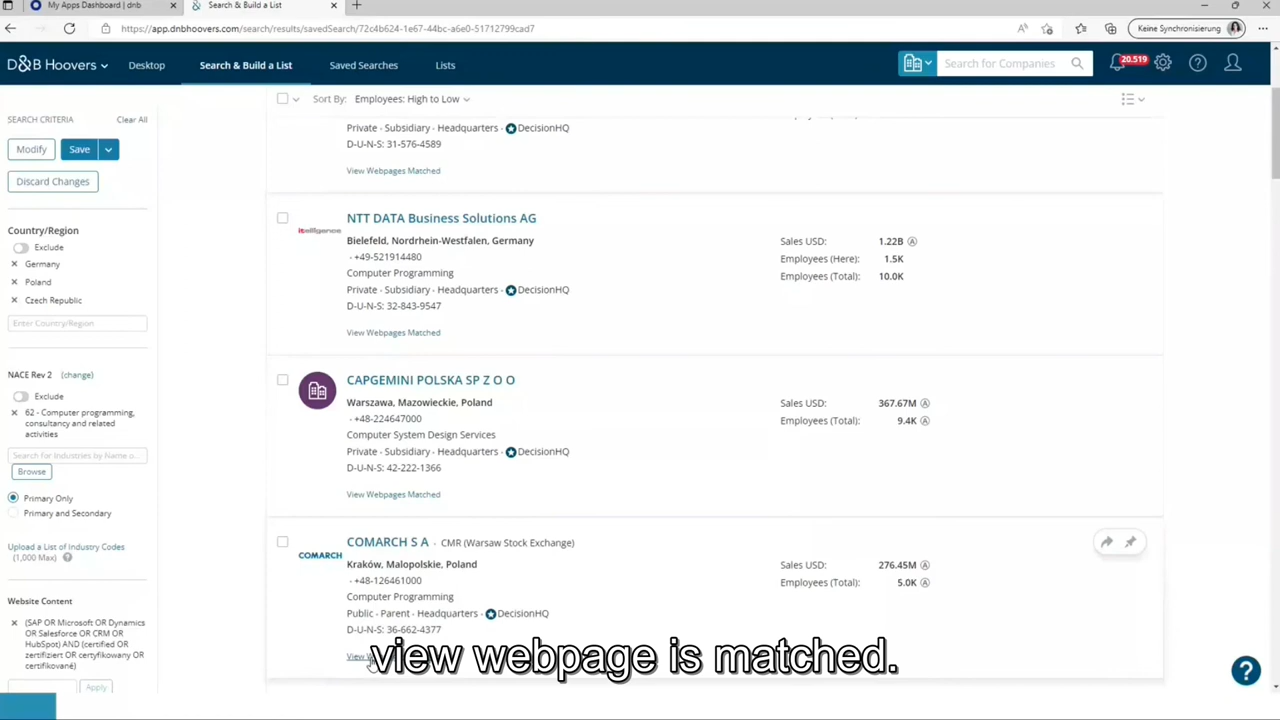 My Apps Dashboard | dnb
Search & Build a List
https://app.dnbhoovers.com/search/results/savedSearch/72c4b624-1e67-44bc-a6e0-51712799cad7
Keine Synchronisierung
D&B Hoovers
Desktop
Search & Build a List
Saved Searches
Lists
Search for Companies
20.519
SEARCH CRITERIA
Clear All
Modify
Save
Discard Changes
Country/Region
Exclude
Germany
Poland
Czech Republic
Enter Country/Region
NACE Rev 2 (change)
Exclude
62 - Computer programming,
consultancy and related
activities
Search for Industries by Name o...
Browse
Primary Only
Primary and Secondary
Upload a List of Industry Codes
(1,000 Max)
Website Content
(SAP OR Microsoft OR Dynamics
OR Salesforce OR CRM OR
HubSpot) AND (certified OR
zertifiziert OR certyfikowany OR
certifikované)
Apply
Sort By: Employees: High to Low
Private - Subsidiary - Headquarters - DecisionHQ
D-U-N-S: 31-576-4589
View Webpages Matched
itelligence
NTT DATA Business Solutions AG
Bielefeld, Nordrhein-Westfalen, Germany
- +49-521914480
Computer Programming
Private - Subsidiary - Headquarters - DecisionHQ
D-U-N-S: 32-843-9547
View Webpages Matched
Sales USD: 1.22B A
Employees (Here): 1.5K
Employees (Total): 10.0K
CAPGEMINI POLSKA SP Z O O
Warszawa, Mazowieckie, Poland
- +48-224647000
Computer System Design Services
Private - Subsidiary - Headquarters - DecisionHQ
D-U-N-S: 42-222-1366
View Webpages Matched
Sales USD: 367.67M A
Employees (Total): 9.4K A
COMARCH
COMARCH S A - CMR (Warsaw Stock Exchange)
Kraków, Malopolskie, Poland
- +48-126461000
Computer Programming
Public - Parent - Headquarters - DecisionHQ
D-U-N-S: 36-662-4377
View
Sales USD: 276.45M A
Employees (Total): 5.0K A
view webpage is matched.